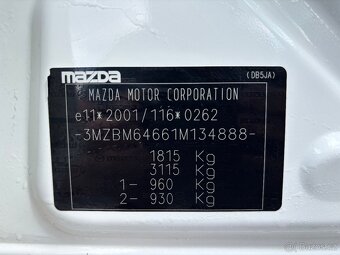 mazda
(DB5JA)
MAZDA MOTOR CORPORATION
e11*2001/116*0262
-3MZBM64661M134888-
1815 Kg
3115 Kg
1- 960 Kg
2- 930 Kg